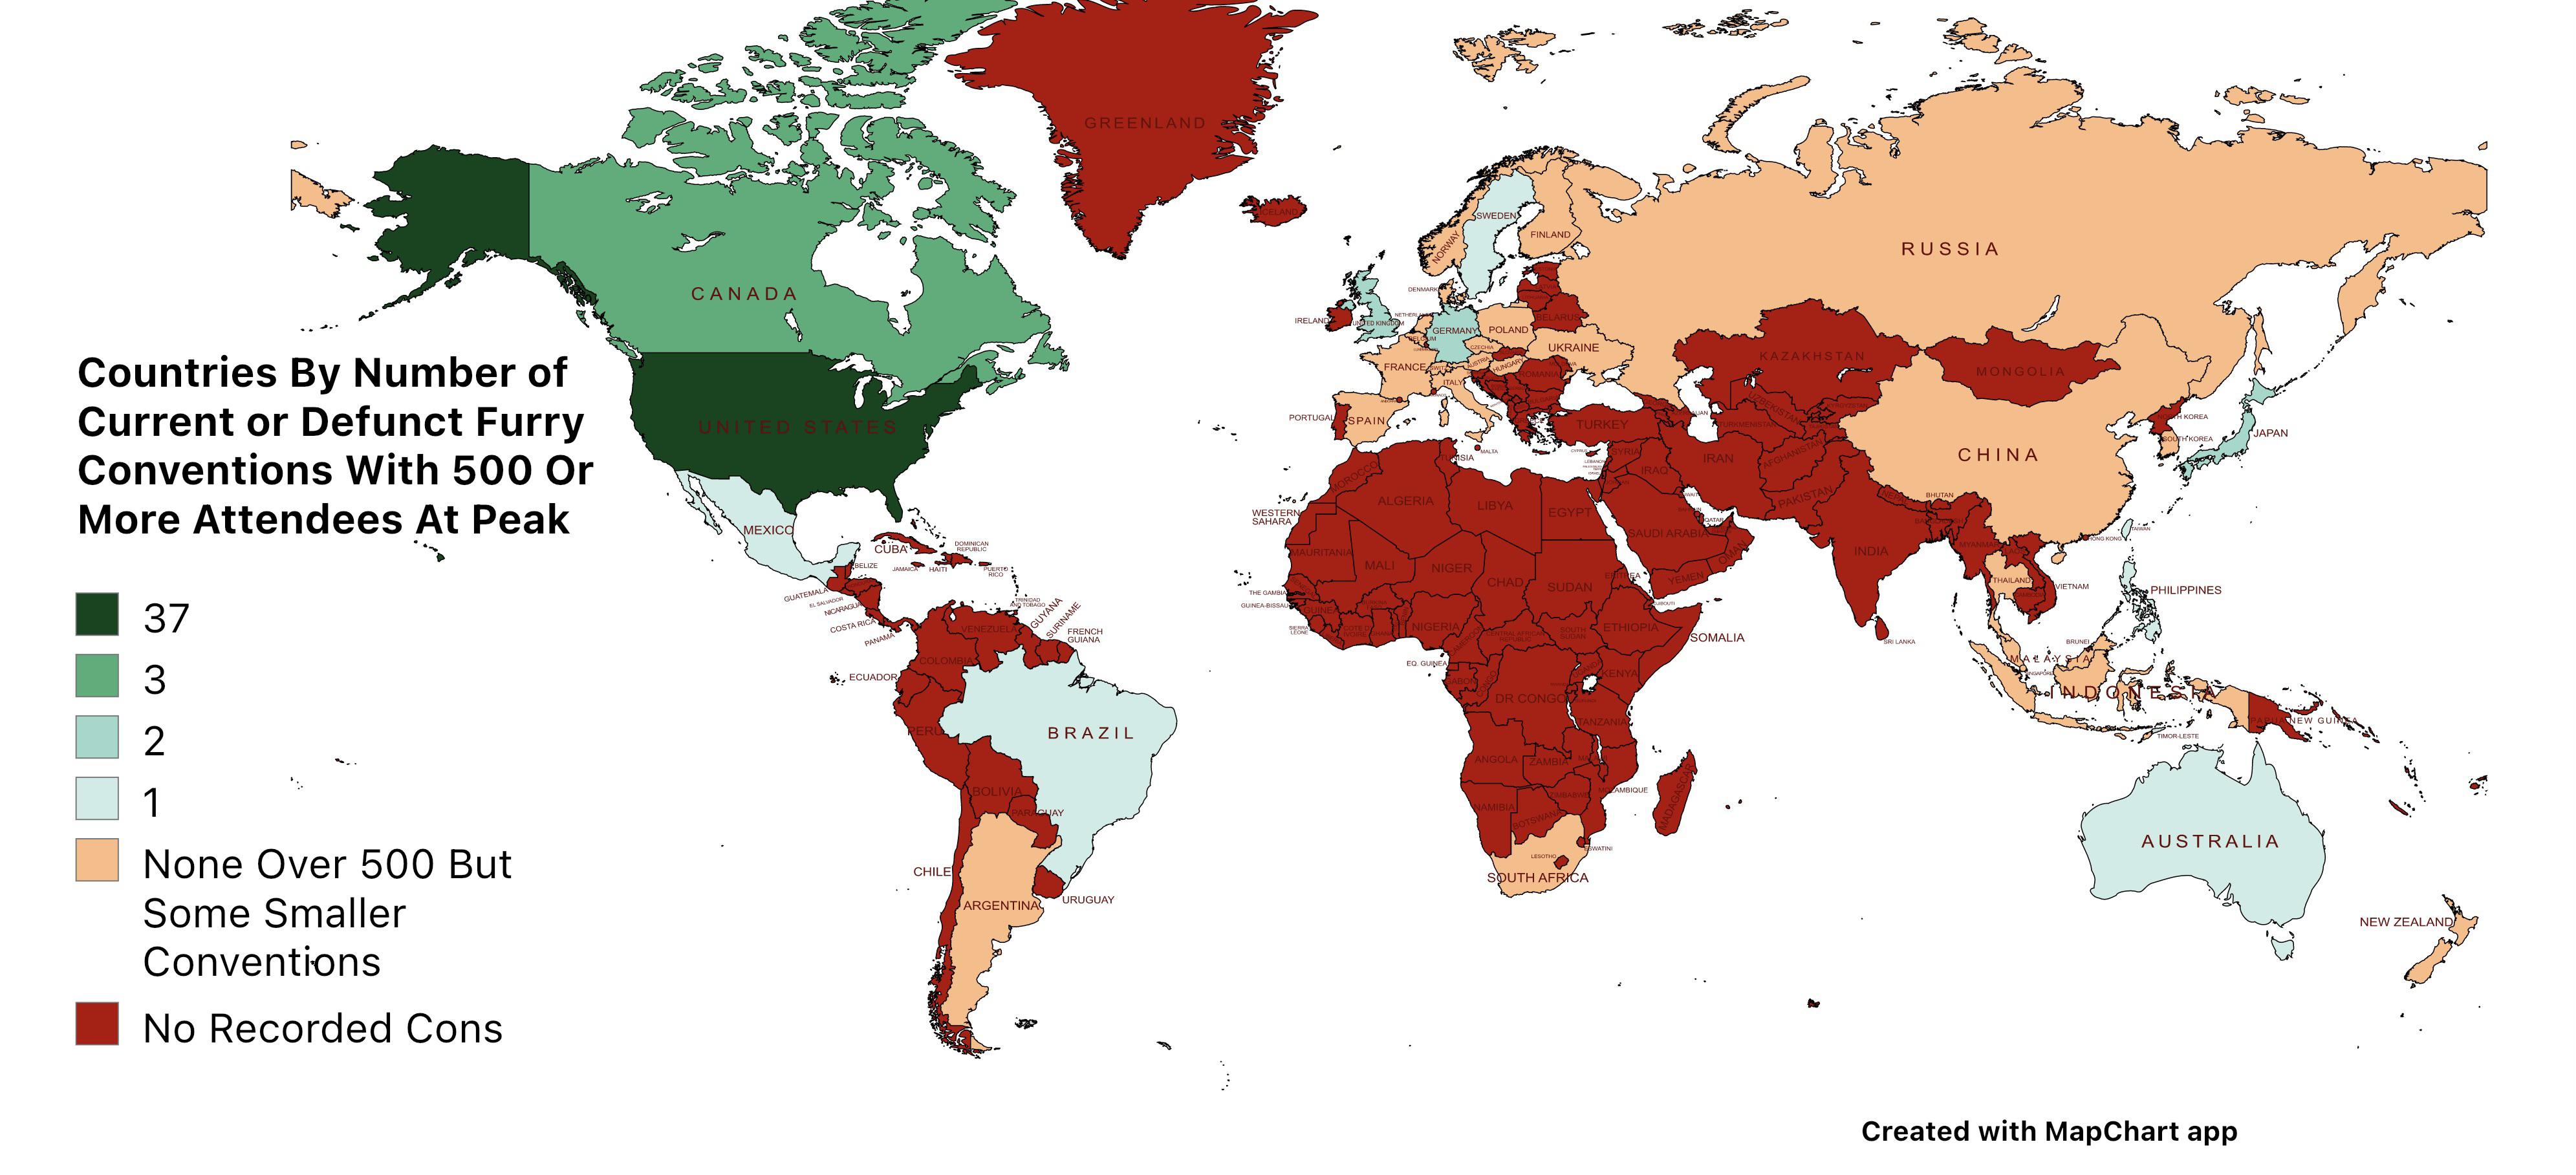 GREENLAND
ICELAND
RUSSIA
SWEDEN
FINLAND
NORWAY
CANADA
DENMARK
IRELAND
UNITED KINGDOM
GERMANY
POLAND
BELARUS
BELGIUM
CZECHIA
UKRAINE
KAZAKHSTAN
MONGOLIA
FRANCE
AUSTRIA
HUNGARY
ROMANIA
ITALY
Countries By Number of
Current or Defunct Furry
Conventions With 500 Or
More Attendees At Peak
UNITED STATES
PORTUGAL
SPAIN
TURKEY
UZBEKISTAN
TURKMENISTAN
NORTH KOREA
SOUTH KOREA
JAPAN
CHINA
MALTA
TUNISIA
CYPRUS
LEBANON
SYRIA
IRAQ
IRAN
AFGHANISTAN
MOROCCO
ALGERIA
LIBYA
EGYPT
PAKISTAN
NEPAL
BHUTAN
WESTERN
SAHARA
QATAR
SAUDI ARABIA
OMAN
YEMEN
INDIA
MYANMAR
TAIWAN
HONG KONG
MEXICO
CUBA
DOMINICAN
REPUBLIC
BELIZE
JAMAICA
HAITI
PUERTO
RICO
GUATEMALA
EL SALVADOR
NICARAGUA
COSTA RICA
PANAMA
TRINIDAD
AND TOBAGO
MAURITANIA
MALI
NIGER
CHAD
SUDAN
ERITREA
DJIBOUTI
THE GAMBIA
GUINEA-BISSAU
GUINEA
SIERRA
LEONE
NIGERIA
CENTRAL AFRICAN
REPUBLIC
SOUTH
SUDAN
ETHIOPIA
SOMALIA
THAILAND
VIETNAM
PHILIPPINES
SRI LANKA
BRUNEI
MALAYSIA
INDONESIA
PAPUA NEW GUINEA
TIMOR-LESTE
VENEZUELA
GUYANA
SURINAME
FRENCH
GUIANA
COLOMBIA
ECUADOR
PERU
BRAZIL
BOLIVIA
PARAGUAY
CHILE
ARGENTINA
URUGUAY
CAMEROON
EQ. GUINEA
GABON
CONGO
DR CONGO
UGANDA
KENYA
TANZANIA
ANGOLA
ZAMBIA
MOZAMBIQUE
ZIMBABWE
NAMIBIA
BOTSWANA
MADAGASCAR
ESWATINI
LESOTHO
SOUTH AFRICA
AUSTRALIA
NEW ZEALAND
37
3
2
1
None Over 500 But
Some Smaller
Conventions
No Recorded Cons
Created with MapChart app